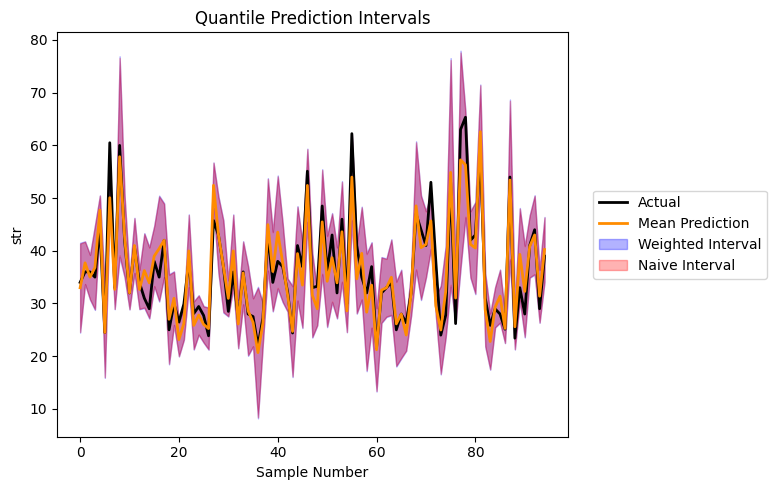 Quantile Prediction Intervals
80
70
60
50
40
30
20
10
str
0
20
40
60
80
Sample Number
Actual
Mean Prediction
Weighted Interval
Naive Interval